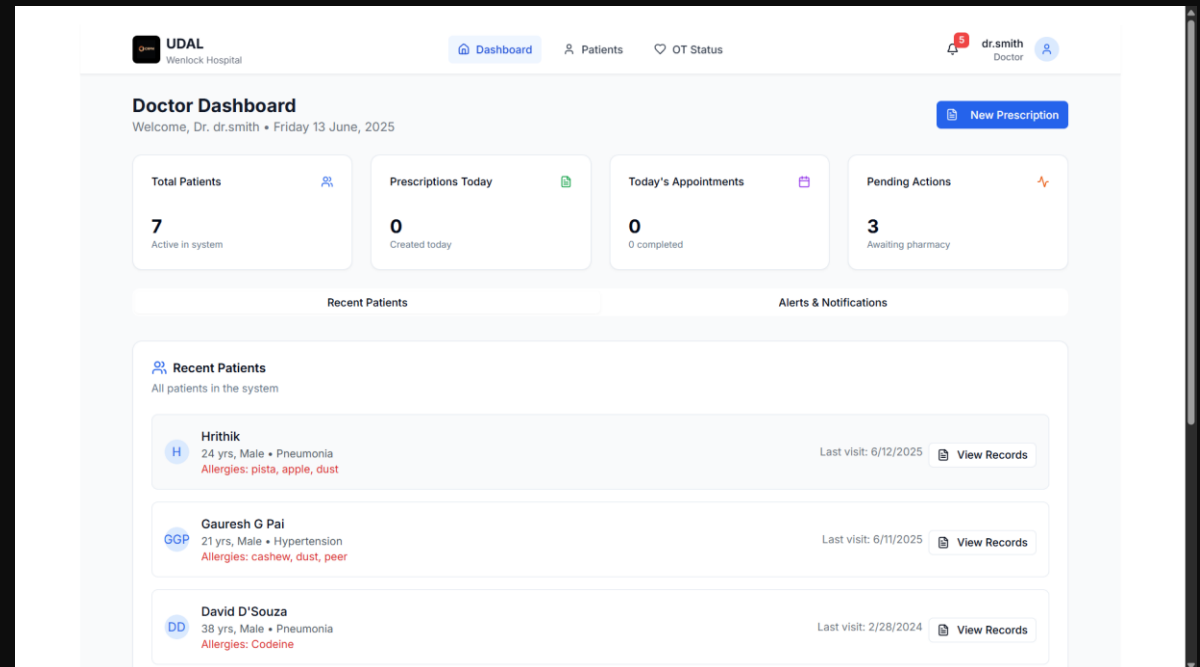 UDAL
Wenlock Hospital
Dashboard
Patients
OT Status
5
dr.smith
Doctor
Doctor Dashboard
Welcome, Dr. dr.smith • Friday 13 June, 2025
New Prescription
Total Patients
7
Active in system
Prescriptions Today
0
Created today
Today's Appointments
0
0 completed
Pending Actions
3
Awaiting pharmacy
Recent Patients
Alerts & Notifications
Recent Patients
All patients in the system
H
Hrithik
24 yrs, Male • Pneumonia
Allergies: pista, apple, dust
Last visit: 6/12/2025
View Records
GGP
Gauresh G Pai
21 yrs, Male • Hypertension
Allergies: cashew, dust, peer
Last visit: 6/11/2025
View Records
DD
David D'Souza
38 yrs, Male • Pneumonia
Allergies: Codeine
Last visit: 2/28/2024
View Records